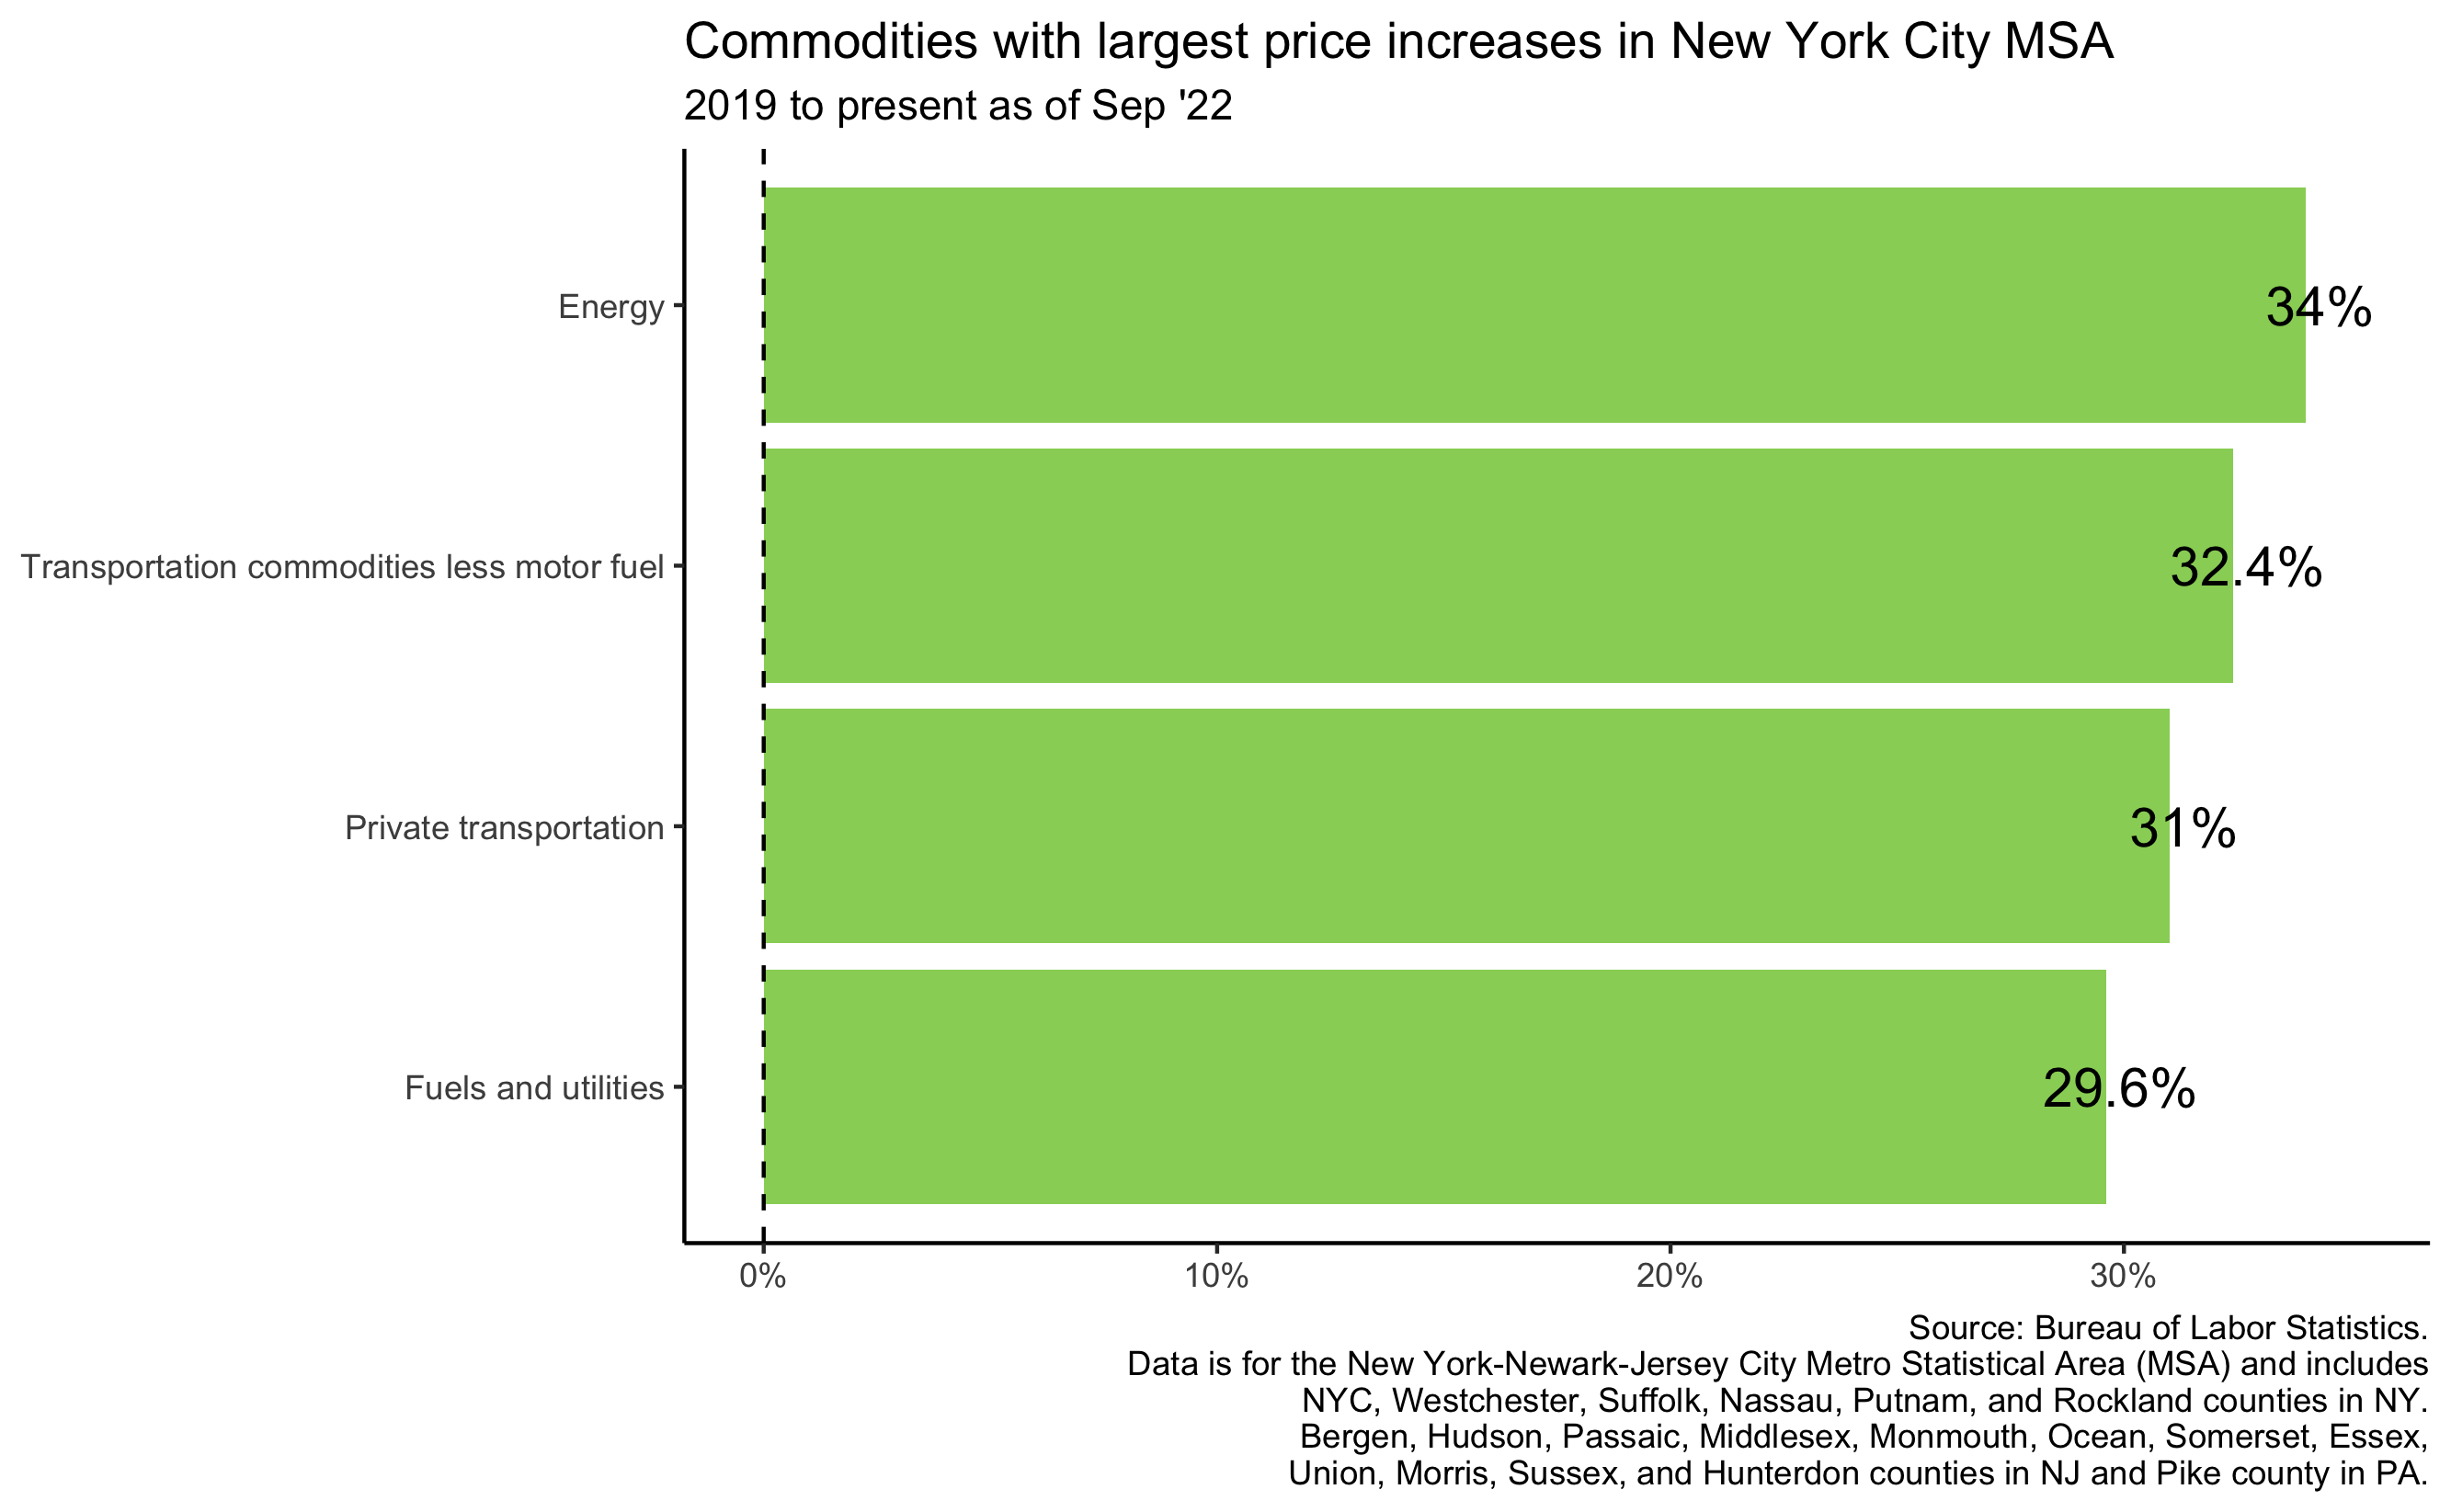 Commodities with largest price increases in New York City MSA
2019 to present as of Sep '22
Energy
34%
Transportation commodities less motor fuel
32.4%
Private transportation
31%
Fuels and utilities
29.6%
0%
10%
20%
30%
Source: Bureau of Labor Statistics.
Data is for the New York-Newark-Jersey City Metro Statistical Area (MSA) and includes
NYC, Westchester, Suffolk, Nassau, Putnam, and Rockland counties in NY.
Bergen, Hudson, Passaic, Middlesex, Monmouth, Ocean, Somerset, Essex,
Union, Morris, Sussex, and Hunterdon counties in NJ and Pike county in PA.